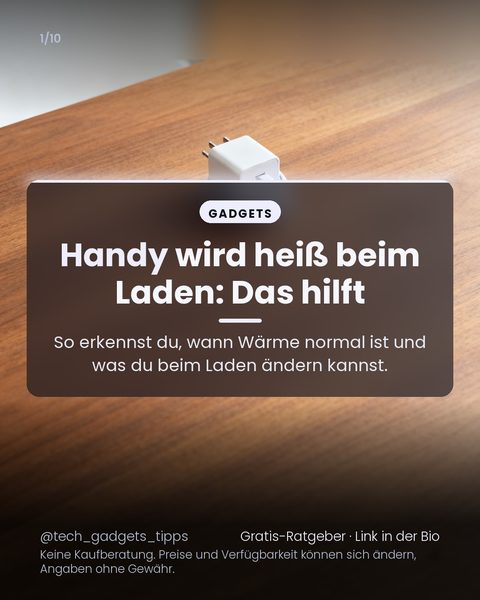 1/10
GADGETS
Handy wird heiß beim
Laden: Das hilft
So erkennst du, wann Wärme normal ist und
was du beim Laden ändern kannst.
@tech_gadgets_tipps
Gratis-Ratgeber · Link in der Bio
Keine Kaufberatung. Preise und Verfügbarkeit können sich ändern,
Angaben ohne Gewähr.